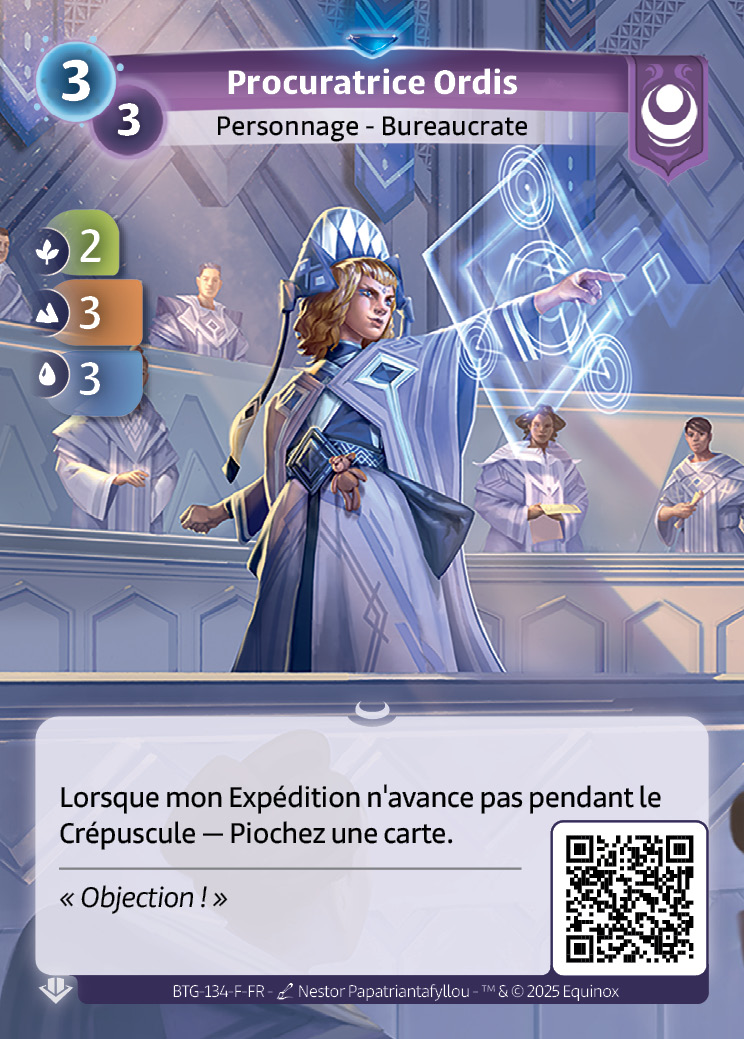 3
Procuratrice Ordis
3
Personnage - Bureaucrate
2
3
3
Lorsque mon Expédition n'avance pas pendant le
Crépuscule — Piochez une carte.
« Objection ! »
BTG-134-F-FR - Nestor Papatriantafyllou - ™ & © 2025 Equinox